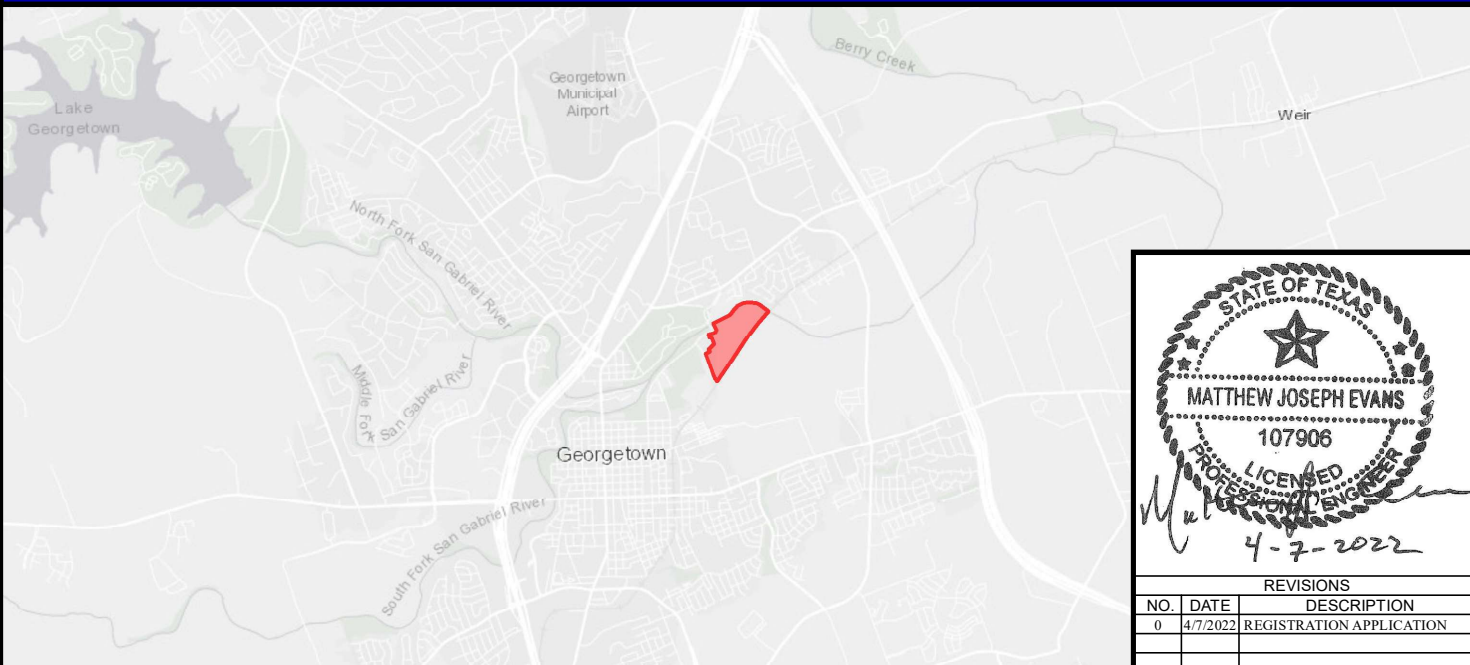 Berry Creek
Georgetown
Municipal
Airport
Lake
Georgetown
Weir
North Fork San Gabriel River
Middle Fork San Gabriel River
Georgetown
South Fork San Gabriel River
STATE OF TEXAS
MATTHEW JOSEPH EVANS
107906
LICENSED
PROFESSIONAL ENGINEER
4-7-2022
REVISIONS
NO. DATE DESCRIPTION
0 4/7/2022 REGISTRATION APPLICATION